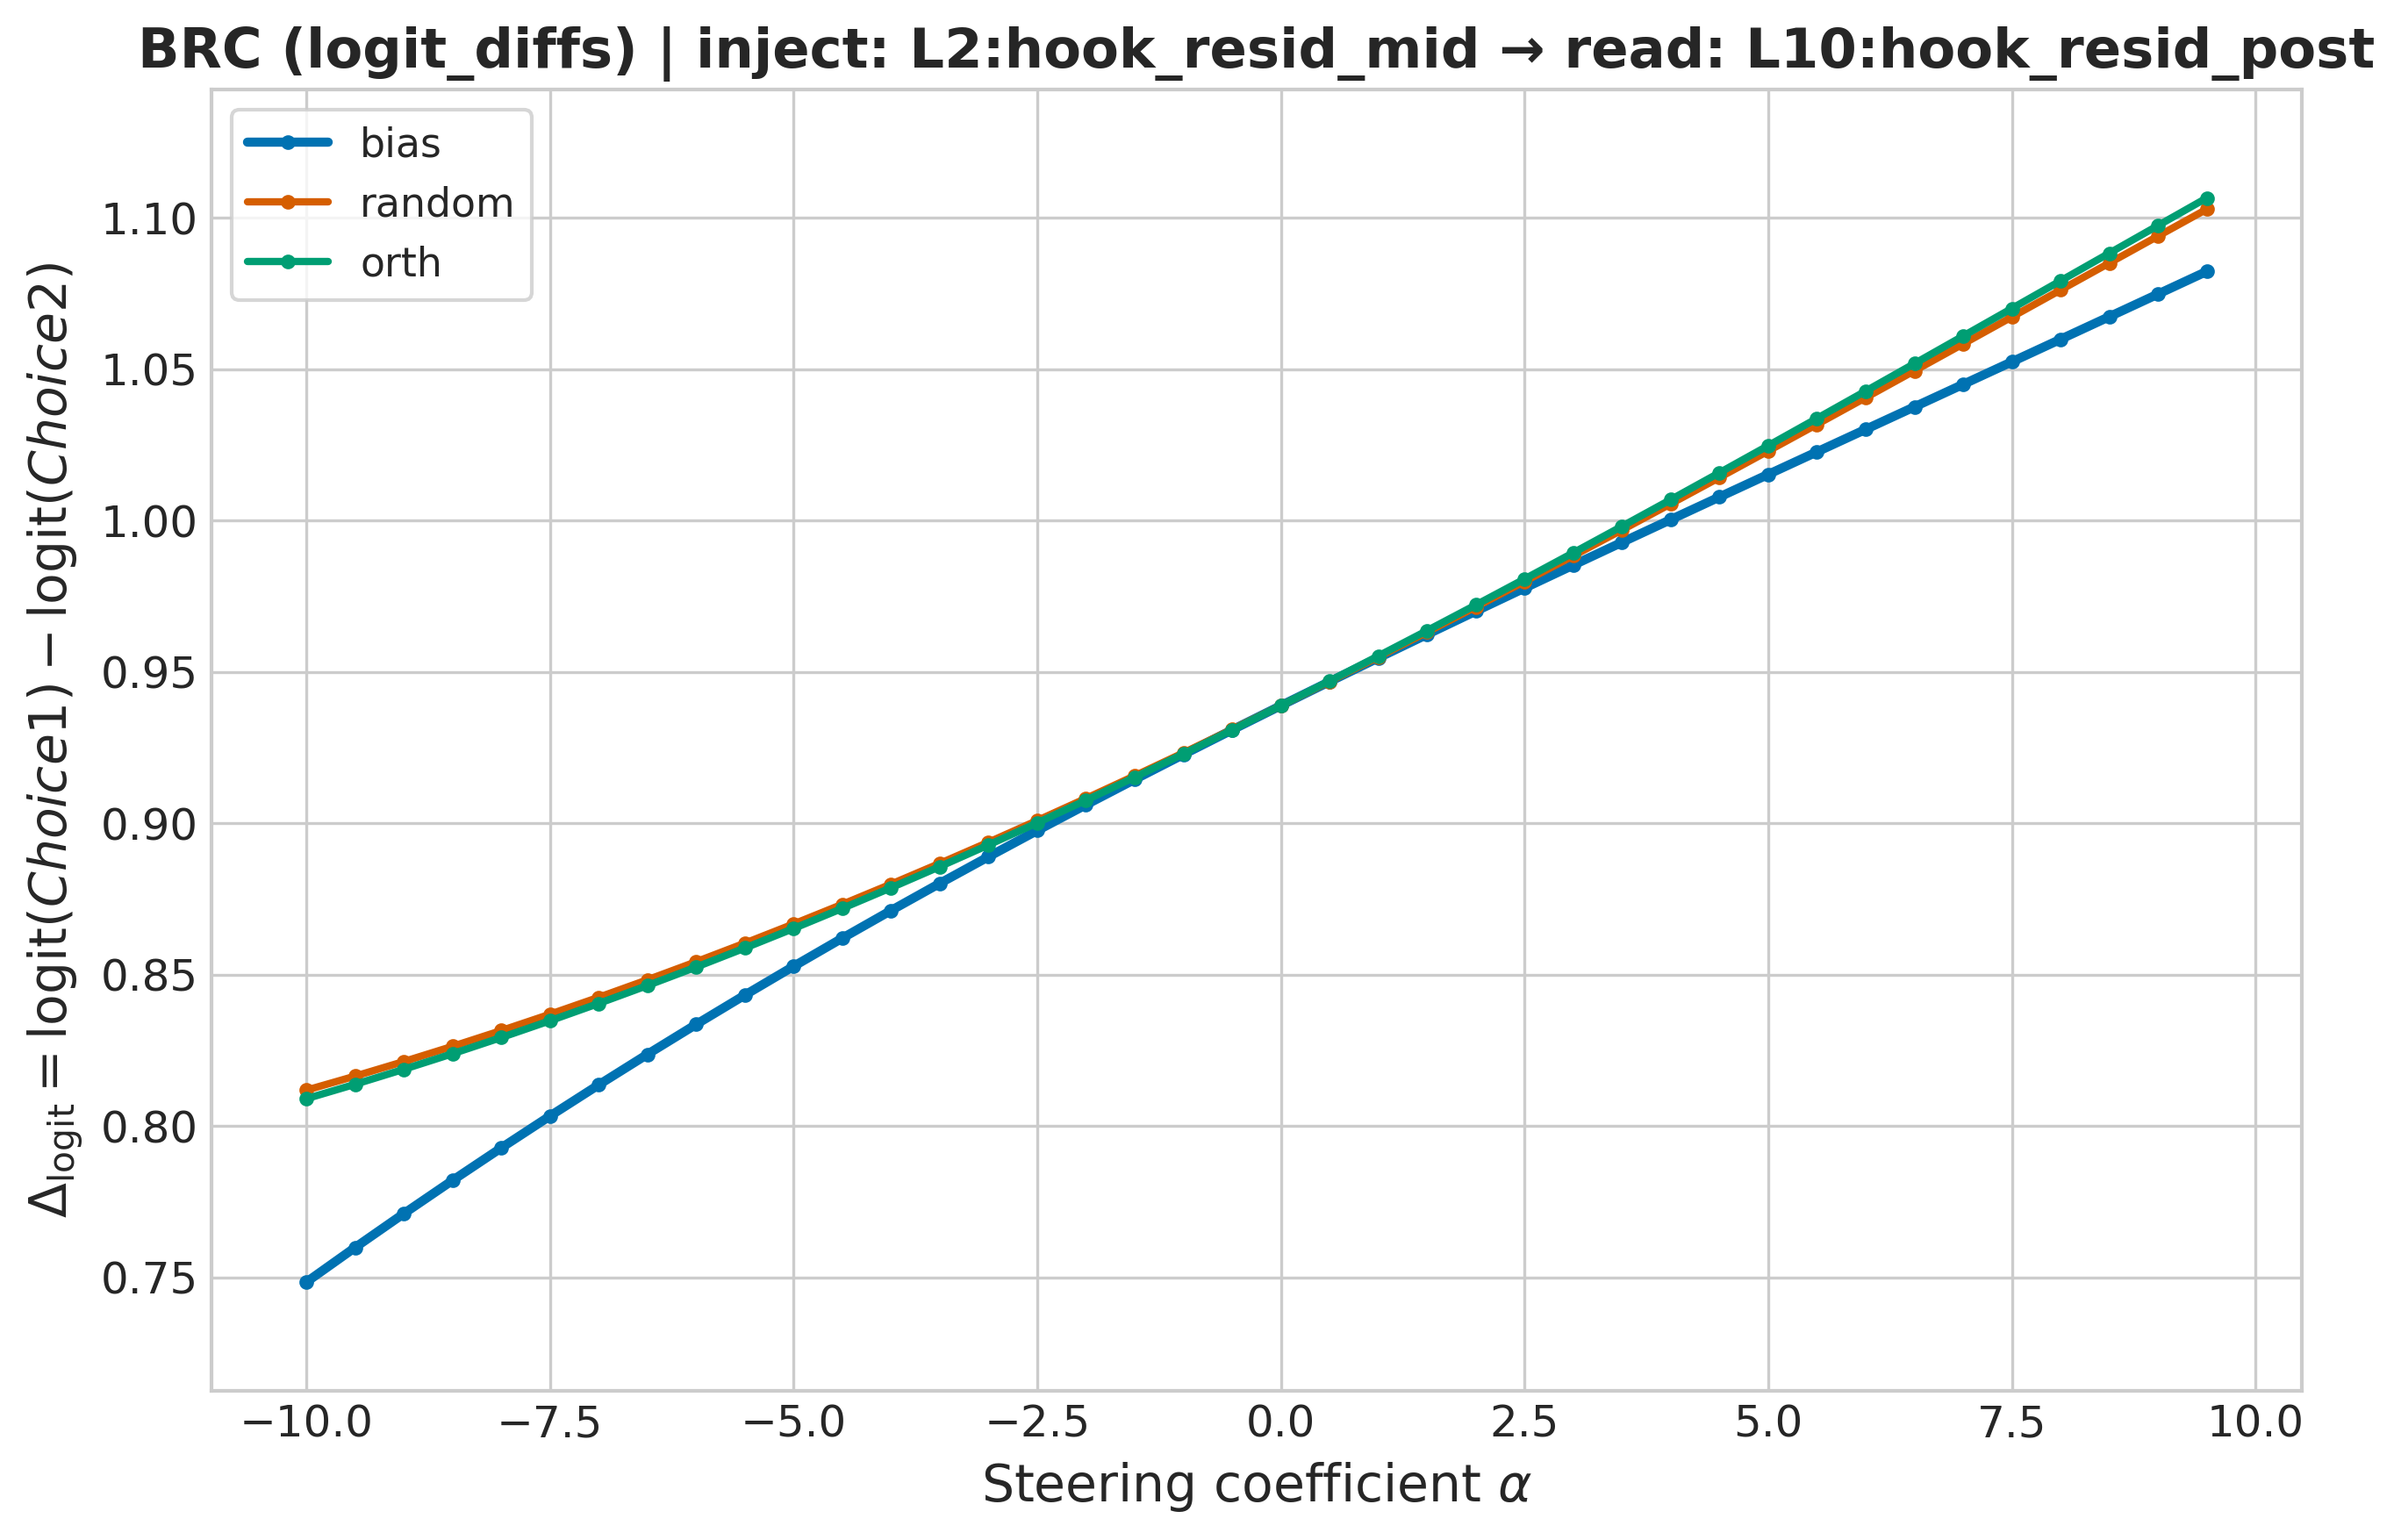 BRC (logit_diffs) | inject: L2:hook_resid_mid → read: L10:hook_resid_post
bias
random
orth
Δlogit = logit(Choice1) − logit(Choice2)
1.10
1.05
1.00
0.95
0.90
0.85
0.80
0.75
−10.0 −7.5 −5.0 −2.5 0.0 2.5 5.0 7.5 10.0
Steering coefficient α